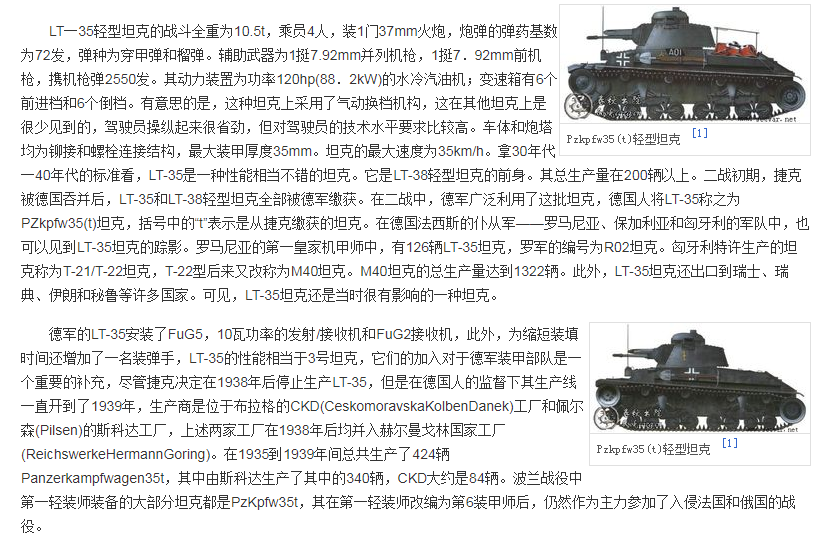 LT—35轻型坦克的战斗全重为10.5t，乘员4人，装1门37mm火炮，炮弹的弹药基数
为72发，弹种为穿甲弹和榴弹。辅助武器为1挺7.92mm并列机枪，1挺7．92mm前机
枪，携机枪弹2550发。其动力装置为功率120hp(88．2kW)的水冷汽油机；变速箱有6个
前进档和6个倒档。有意思的是，这种坦克上采用了气动换档机构，这在其他坦克上是
很少见到的，驾驶员操纵起来很省劲，但对驾驶员的技术水平要求比较高。车体和炮塔
均为铆接和螺栓连接结构，最大装甲厚度35mm。坦克的最大速度为35km/h。拿30年代
一40年代的标准看，LT-35是一种性能相当不错的坦克。它是LT-38轻型坦克的前身。其总生产量在200辆以上。二战初期，捷克
被德国吞并后，LT-35和LT-38轻型坦克全部被德军缴获。在二战中，德军广泛利用了这批坦克，德国人将LT-35称之为
PZkpfw35(t)坦克，括号中的“t”表示是从捷克缴获的坦克。在德国法西斯的仆从军——罗马尼亚、保加利亚和匈牙利的军队中，也
可以见到LT-35坦克的踪影。罗马尼亚的第一皇家机甲师中，有126辆LT-35坦克，罗军的编号为R02坦克。匈牙利特许生产的坦
克称为T-21/T-22坦克，T-22型后来又改称为M40坦克。M40坦克的总生产量达到1322辆。此外，LT-35坦克还出口到瑞士、瑞
典、伊朗和秘鲁等许多国家。可见，LT-35坦克还是当时很有影响的一种坦克。
A01
Pzkpfw35(t)轻型坦克 [1]
德军的LT-35安装了FuG5，10瓦功率的发射/接收机和FuG2接收机，此外，为缩短装填
时间还增加了一名装弹手，LT-35的性能相当于3号坦克，它们的加入对于德军装甲部队是一
个重要的补充，尽管捷克决定在1938年后停止生产LT-35，但是在德国人的监督下其生产线
一直开到了1939年，生产商是位于布拉格的CKD(CeskomoravskaKolbenDanek)工厂和佩尔
森(Pilsen)的斯科达工厂，上述两家工厂在1938年后均并入赫尔曼戈林国家工厂
(ReichswerkeHermannGoring)。在1935到1939年间总共生产了424辆
Panzerkampfwagen35t，其中由斯科达生产了其中的340辆，CKD大约是84辆。波兰战役中
第一轻装师装备的大部分坦克都是PzKpfw35t，其在第一轻装师改编为第6装甲师后，仍然作为主力参加了入侵法国和俄国的战
役。
Pzkpfw35(t)轻型坦克 [1]